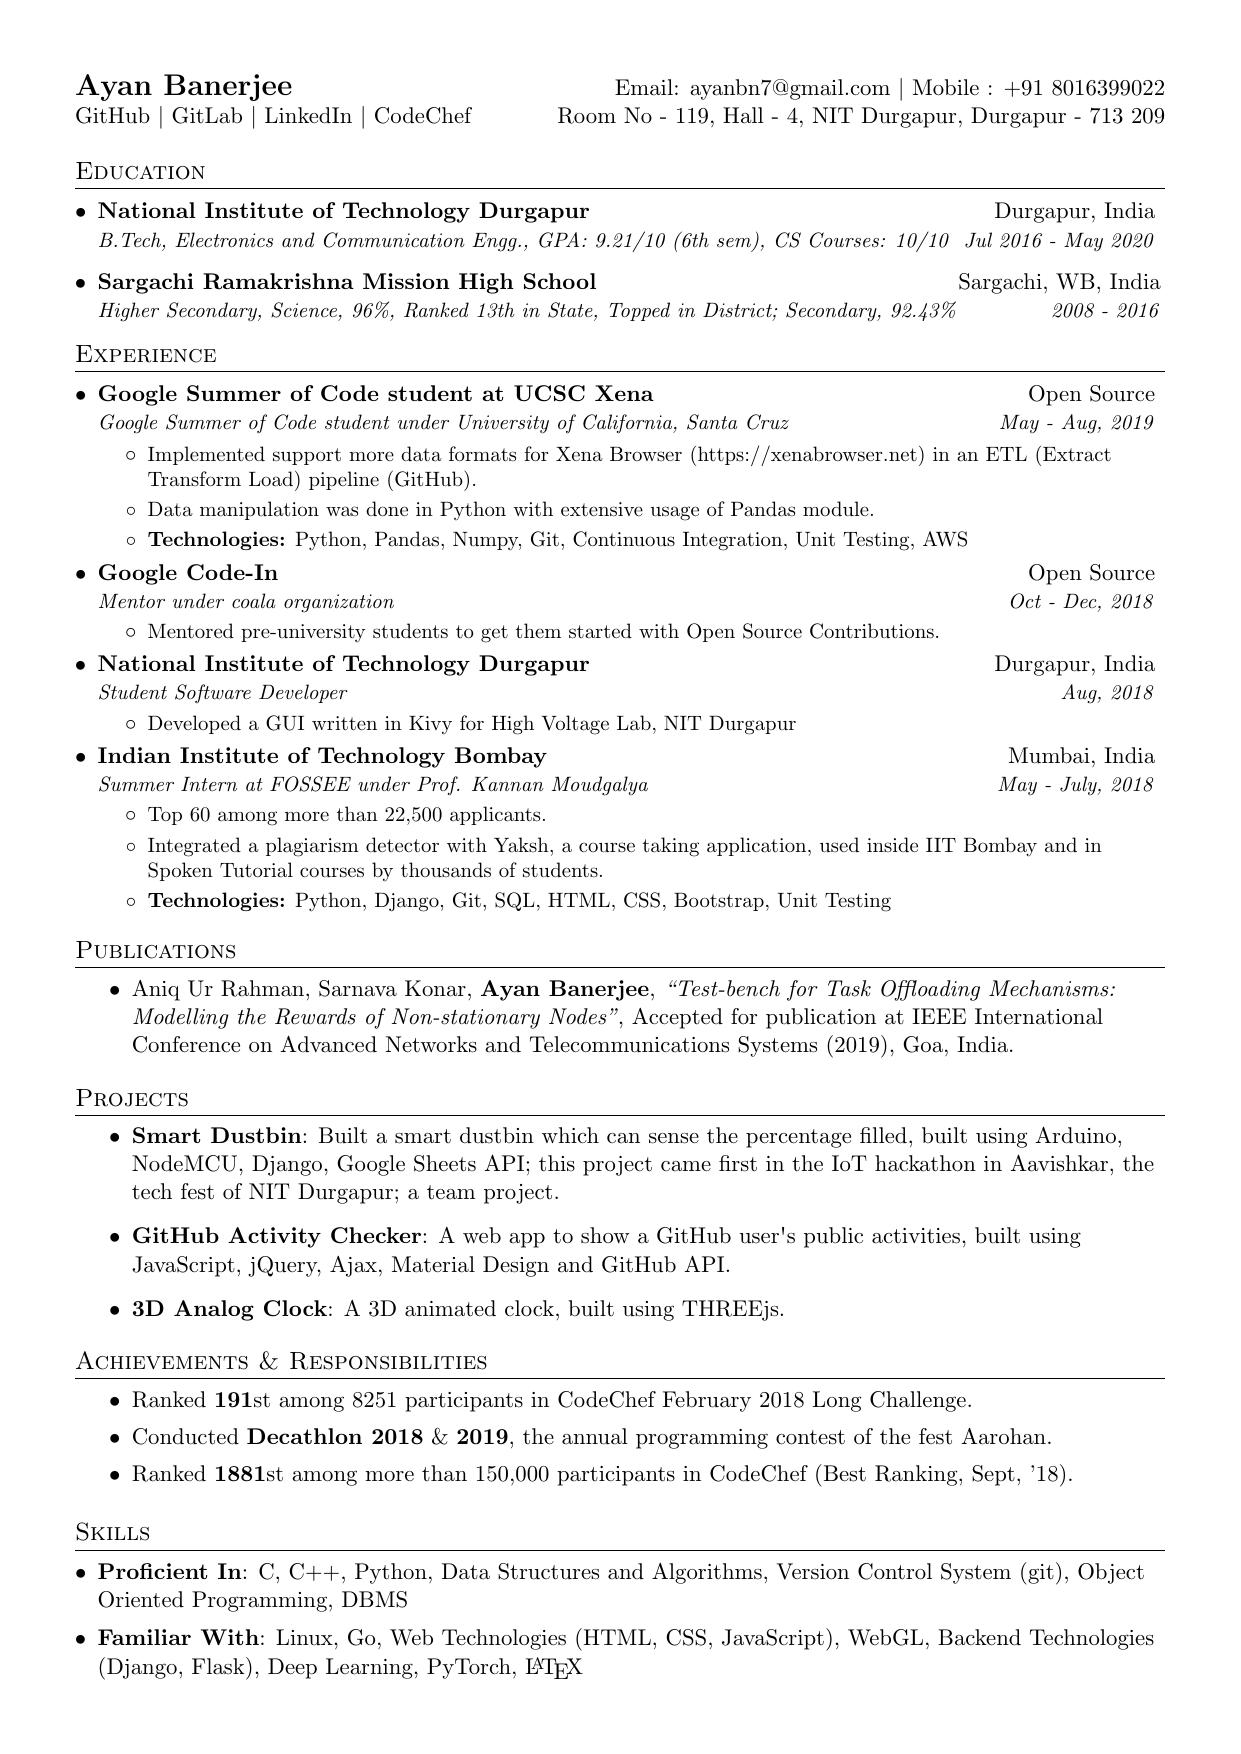 Ayan Banerjee
Email: ayanbn7@gmail.com | Mobile : +91 8016399022
GitHub | GitLab | LinkedIn | CodeChef
Room No - 119, Hall - 4, NIT Durgapur, Durgapur - 713 209
Education
• National Institute of Technology Durgapur Durgapur, India
B.Tech, Electronics and Communication Engg., GPA: 9.21/10 (6th sem), CS Courses: 10/10 Jul 2016 - May 2020
• Sargachi Ramakrishna Mission High School Sargachi, WB, India
Higher Secondary, Science, 96%, Ranked 13th in State, Topped in District; Secondary, 92.43% 2008 - 2016
Experience
• Google Summer of Code student at UCSC Xena Open Source
Google Summer of Code student under University of California, Santa Cruz May - Aug, 2019
◦ Implemented support more data formats for Xena Browser (https://xenabrowser.net) in an ETL (Extract
Transform Load) pipeline (GitHub).
◦ Data manipulation was done in Python with extensive usage of Pandas module.
◦ Technologies: Python, Pandas, Numpy, Git, Continuous Integration, Unit Testing, AWS
• Google Code-In Open Source
Mentor under coala organization Oct - Dec, 2018
◦ Mentored pre-university students to get them started with Open Source Contributions.
• National Institute of Technology Durgapur Durgapur, India
Student Software Developer Aug, 2018
◦ Developed a GUI written in Kivy for High Voltage Lab, NIT Durgapur
• Indian Institute of Technology Bombay Mumbai, India
Summer Intern at FOSSEE under Prof. Kannan Moudgalya May - July, 2018
◦ Top 60 among more than 22,500 applicants.
◦ Integrated a plagiarism detector with Yaksh, a course taking application, used inside IIT Bombay and in
Spoken Tutorial courses by thousands of students.
◦ Technologies: Python, Django, Git, SQL, HTML, CSS, Bootstrap, Unit Testing
Publications
• Aniq Ur Rahman, Sarnava Konar, Ayan Banerjee, “Test-bench for Task Offloading Mechanisms:
Modelling the Rewards of Non-stationary Nodes”, Accepted for publication at IEEE International
Conference on Advanced Networks and Telecommunications Systems (2019), Goa, India.
Projects
• Smart Dustbin: Built a smart dustbin which can sense the percentage filled, built using Arduino,
NodeMCU, Django, Google Sheets API; this project came first in the IoT hackathon in Aavishkar, the
tech fest of NIT Durgapur; a team project.
• GitHub Activity Checker: A web app to show a GitHub user's public activities, built using
JavaScript, jQuery, Ajax, Material Design and GitHub API.
• 3D Analog Clock: A 3D animated clock, built using THREEjs.
Achievements & Responsibilities
• Ranked 191st among 8251 participants in CodeChef February 2018 Long Challenge.
• Conducted Decathlon 2018 & 2019, the annual programming contest of the fest Aarohan.
• Ranked 1881st among more than 150,000 participants in CodeChef (Best Ranking, Sept, ’18).
Skills
• Proficient In: C, C++, Python, Data Structures and Algorithms, Version Control System (git), Object
Oriented Programming, DBMS
• Familiar With: Linux, Go, Web Technologies (HTML, CSS, JavaScript), WebGL, Backend Technologies
(Django, Flask), Deep Learning, PyTorch, LATEX